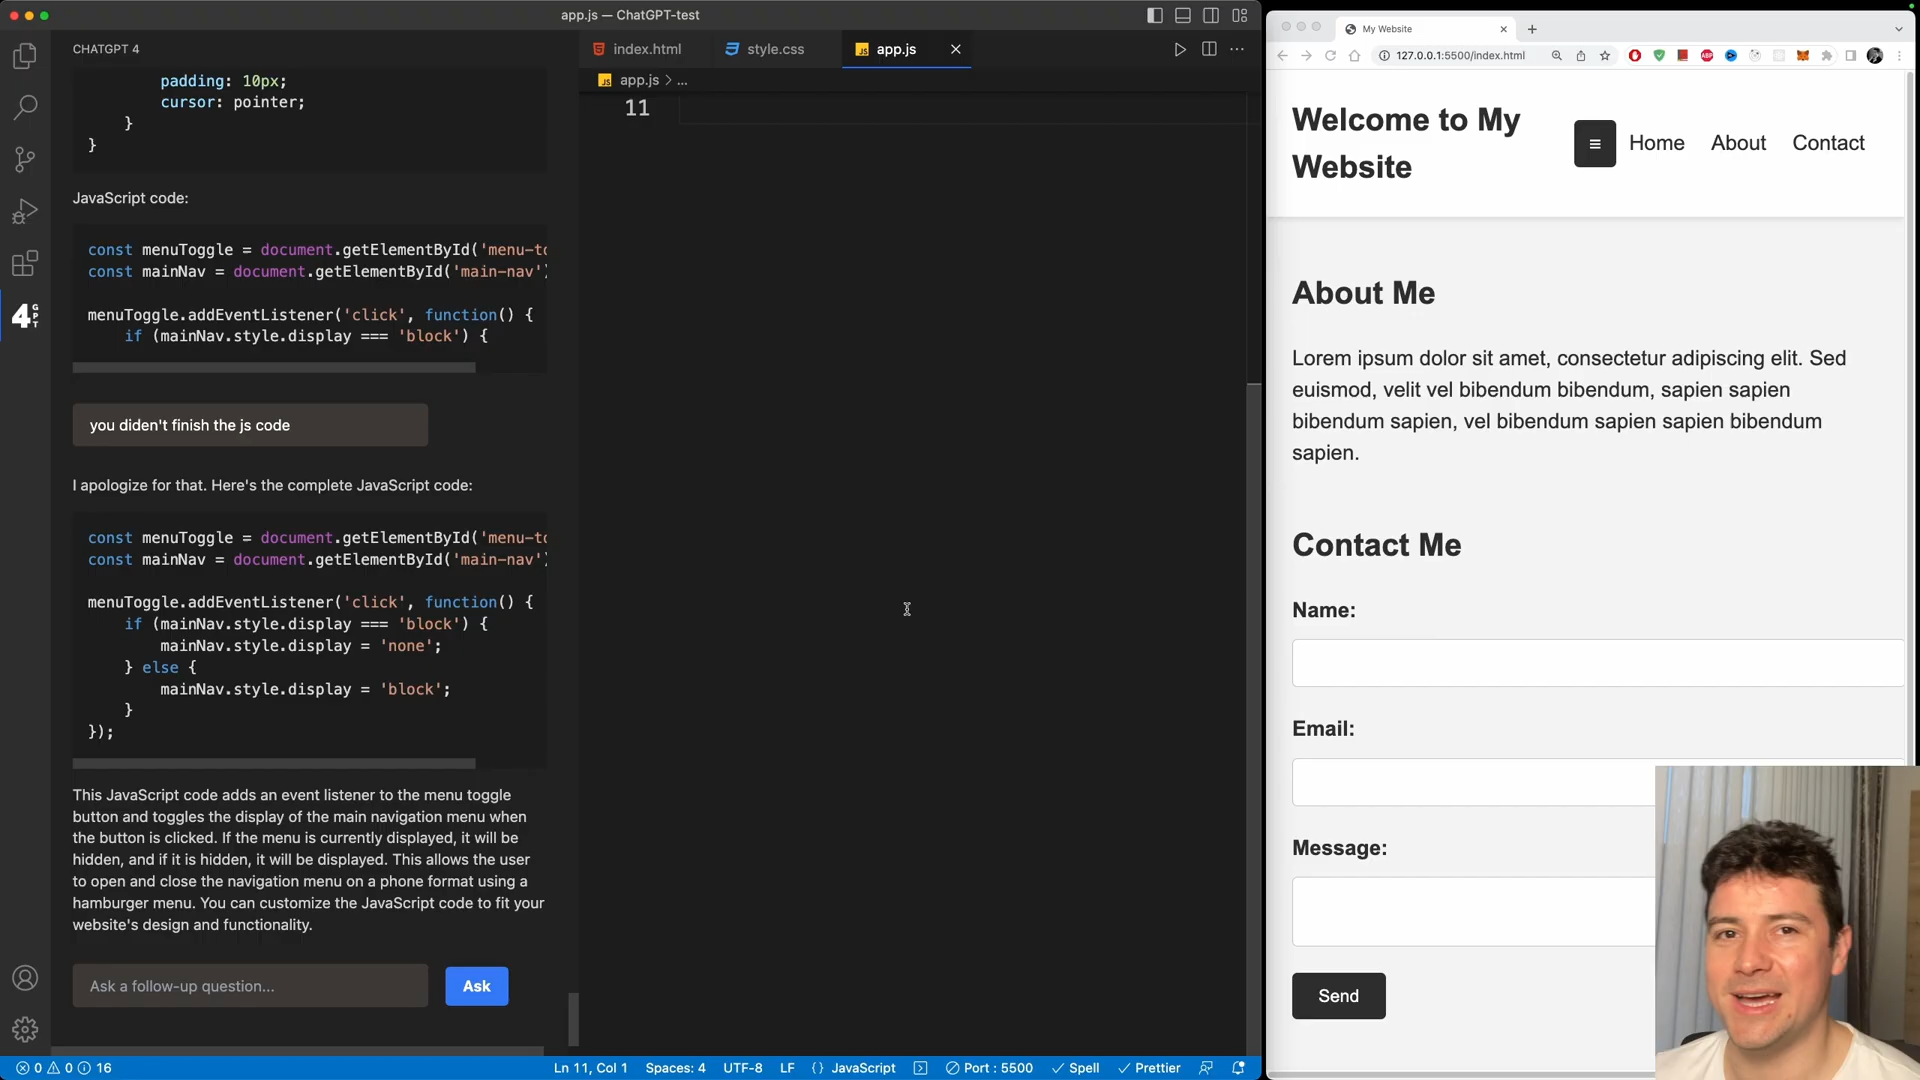 app.js — ChatGPT-test
CHATGPT 4
padding: 10px;
cursor: pointer;
}
}
JavaScript code:
const menuToggle = document.getElementById('menu-to
const mainNav = document.getElementById('main-nav')
menuToggle.addEventListener('click', function() {
if (mainNav.style.display === 'block') {
you diden't finish the js code
I apologize for that. Here's the complete JavaScript code:
const menuToggle = document.getElementById('menu-to
const mainNav = document.getElementById('main-nav')
menuToggle.addEventListener('click', function() {
if (mainNav.style.display === 'block') {
mainNav.style.display = 'none';
} else {
mainNav.style.display = 'block';
}
});
This JavaScript code adds an event listener to the menu toggle
button and toggles the display of the main navigation menu when
the button is clicked. If the menu is currently displayed, it will be
hidden, and if it is hidden, it will be displayed. This allows the user
to open and close the navigation menu on a phone format using a
hamburger menu. You can customize the JavaScript code to fit your
website's design and functionality.
Ask a follow-up question...
Ask
4 GPT
index.html
style.css
JS app.js
JS app.js > ...
11
0 0 16
Ln 11, Col 1
Spaces: 4
UTF-8
LF
{} JavaScript
Port : 5500
Spell
Prettier
My Website
127.0.0.1:5500/index.html
ABP
Welcome to My
Website
Home
About
Contact
About Me
Lorem ipsum dolor sit amet, consectetur adipiscing elit. Sed
euismod, velit vel bibendum bibendum, sapien sapien
bibendum sapien, vel bibendum sapien sapien bibendum
sapien.
Contact Me
Name:
Email:
Message:
Send